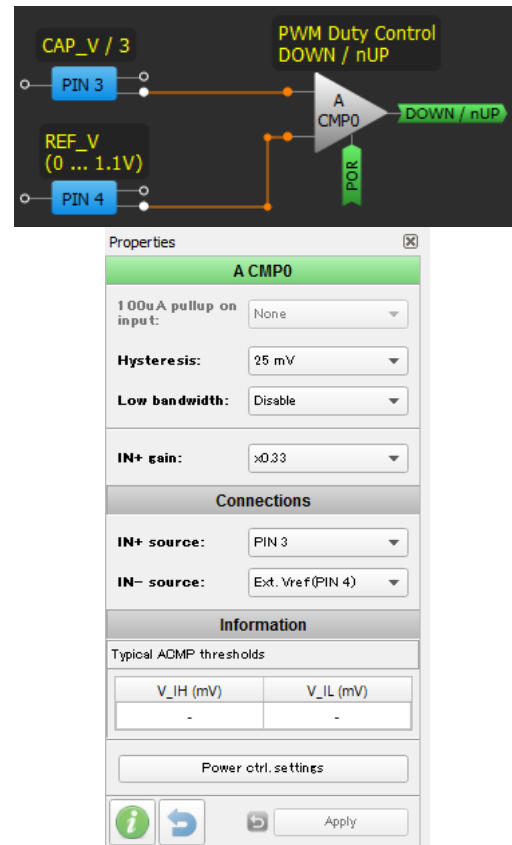 CAP_V / 3
PWM Duty Control
DOWN / nUP
PIN 3
A
CMP0
DOWN / nUP
REF_V
(0 ... 1.1V)
POR
PIN 4
Properties
A CMP0
100uA pullup on
input:
None
Hysteresis:
25 mV
Low bandwidth:
Disable
IN+ gain:
x0.33
Connections
IN+ source:
PIN 3
IN- source:
Ext. Vref(PIN 4)
Information
Typical ACMP thresholds
V_IH (mV)
V_IL (mV)
-
-
Power ctrl. settings
i
Apply